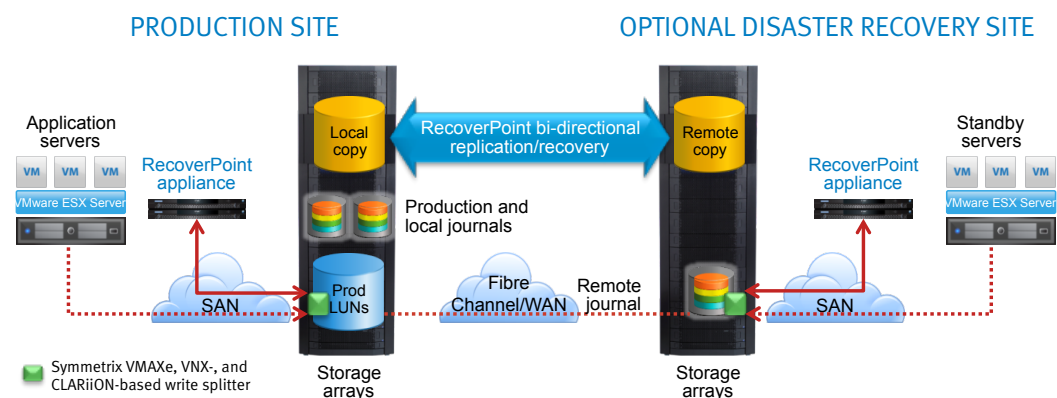 PRODUCTION SITE
OPTIONAL DISASTER RECOVERY SITE
Application
servers
VM VM VM
VMware ESX Server
RecoverPoint
appliance
Local
copy
RecoverPoint bi-directional
replication/recovery
Remote
copy
Production and
local journals
RecoverPoint
appliance
Standby
servers
VM VM VM
VMware ESX Server
SAN
Prod
LUNs
Fibre
Channel/WAN
Remote
journal
SAN
Symmetrix VMAXe, VNX-, and
CLARiiON-based write splitter
Storage
arrays
Storage
arrays